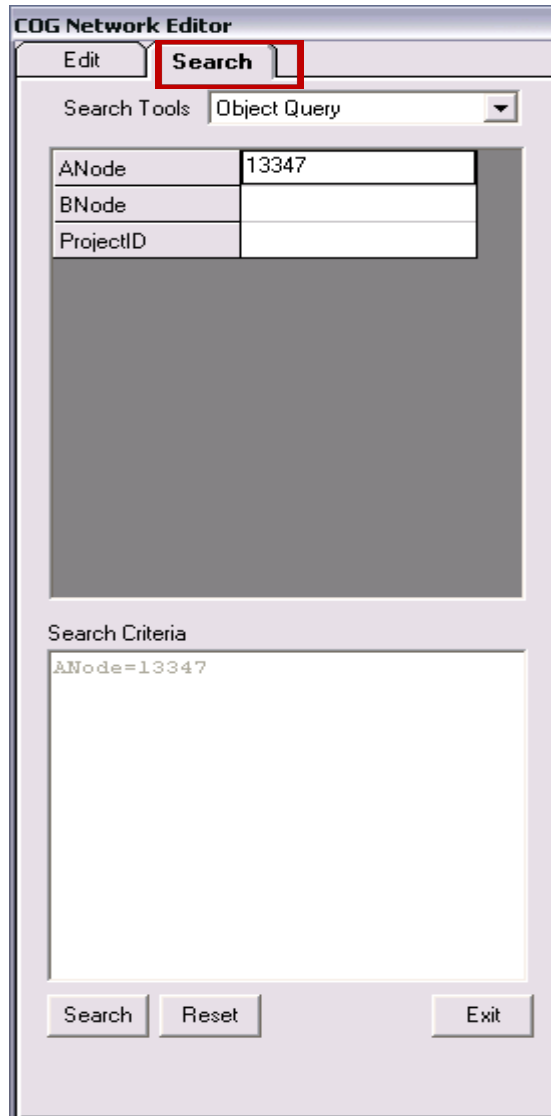 COG Network Editor
Edit Search
Search Tools Object Query
ANode 13347
BNode
ProjectID
Search Criteria
ANode=13347
Search Reset Exit